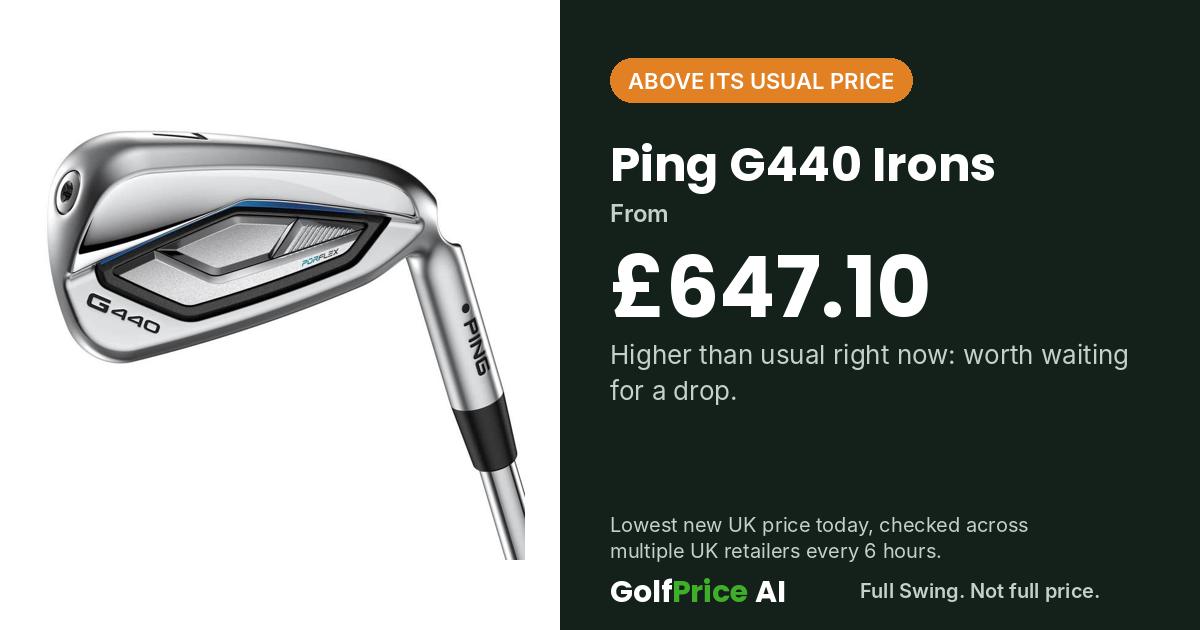 G440
PORFLEX
PING
ABOVE ITS USUAL PRICE
Ping G440 Irons
From
£647.10
Higher than usual right now: worth waiting
for a drop.
Lowest new UK price today, checked across
multiple UK retailers every 6 hours.
GolfPrice AI
Full Swing. Not full price.